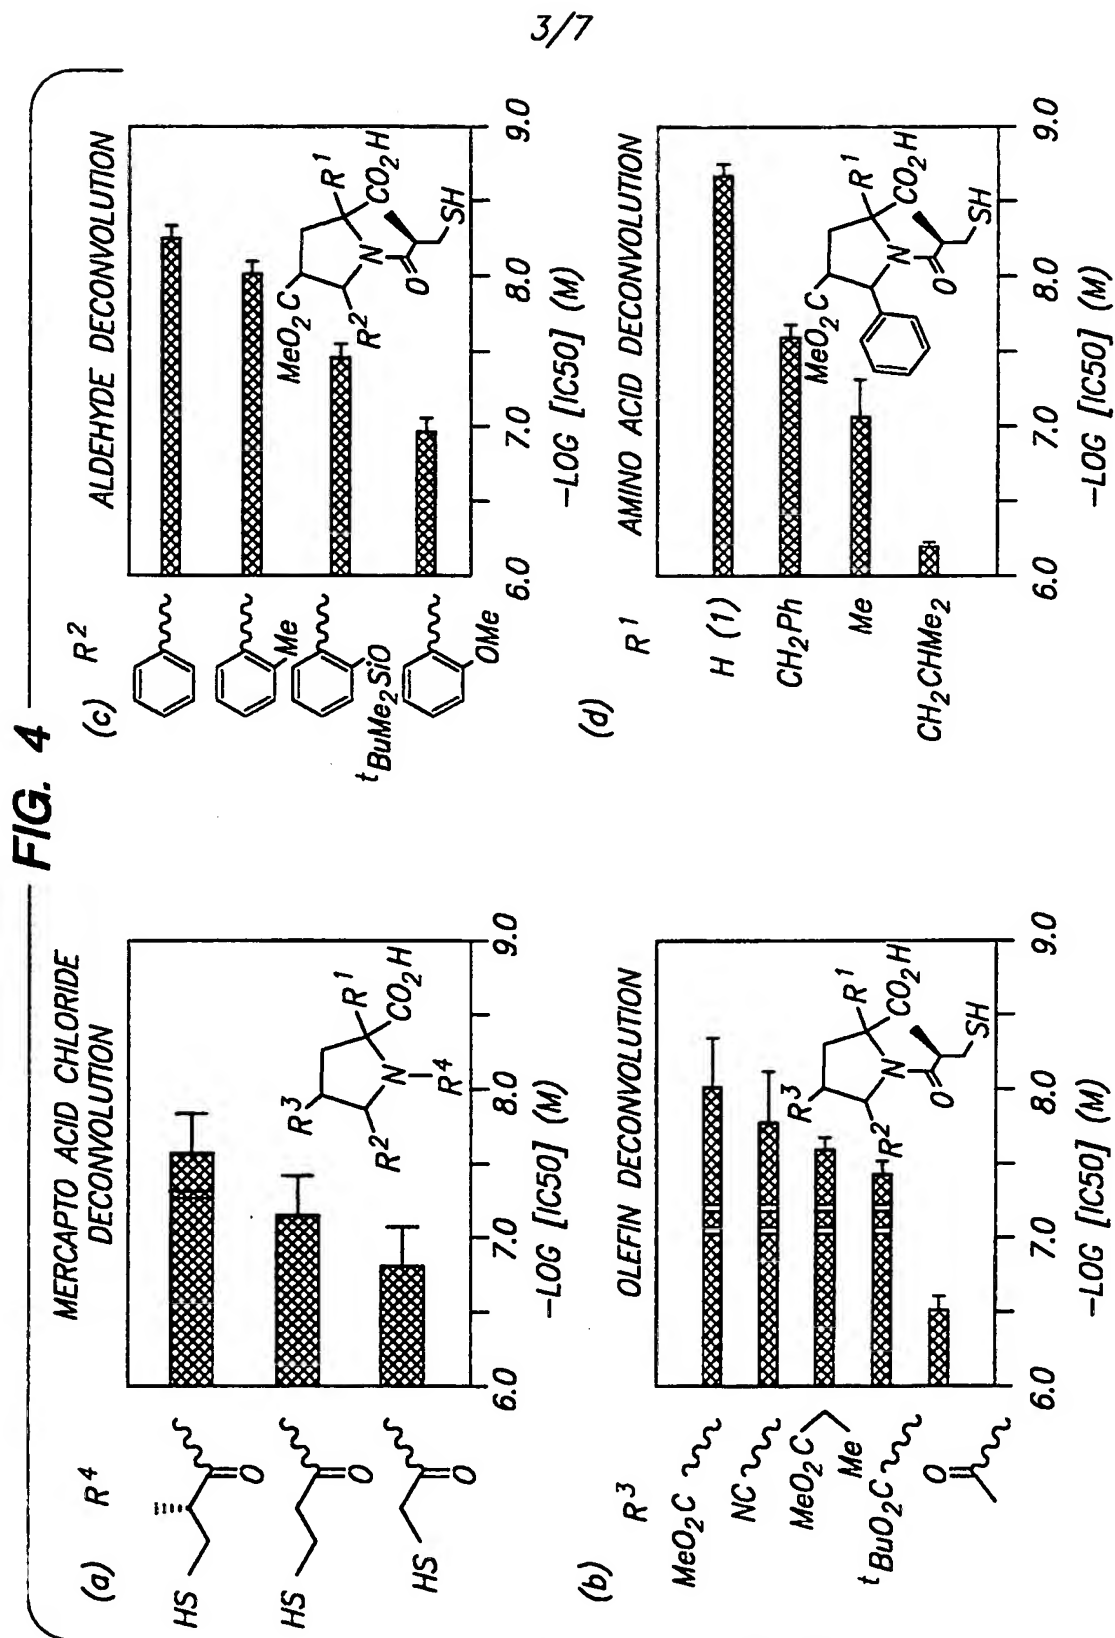 3/7
FIG. 4
(a)
R4
MERCAPTO ACID CHLORIDE
DECONVOLUTION
HS
O
HS
O
HS
O
R3
R1
R2
N
CO2H
R4
6.0 7.0 8.0 9.0
-LOG [IC50] (M)
(b)
R3
OLEFIN DECONVOLUTION
MeO2C
NC
MeO2C
Me
tBuO2C
O
R3
R1
R2
N
CO2H
O
SH
6.0 7.0 8.0 9.0
-LOG [IC50] (M)
(c)
R2
ALDEHYDE DECONVOLUTION
Me
tBuMe2SiO
OMe
MeO2C
R1
R2
N
CO2H
O
SH
6.0 7.0 8.0 9.0
-LOG [IC50] (M)
(d)
R1
AMINO ACID DECONVOLUTION
H (1)
CH2Ph
Me
CH2CHMe2
MeO2C
R1
N
CO2H
O
SH
6.0 7.0 8.0 9.0
-LOG [IC50] (M)